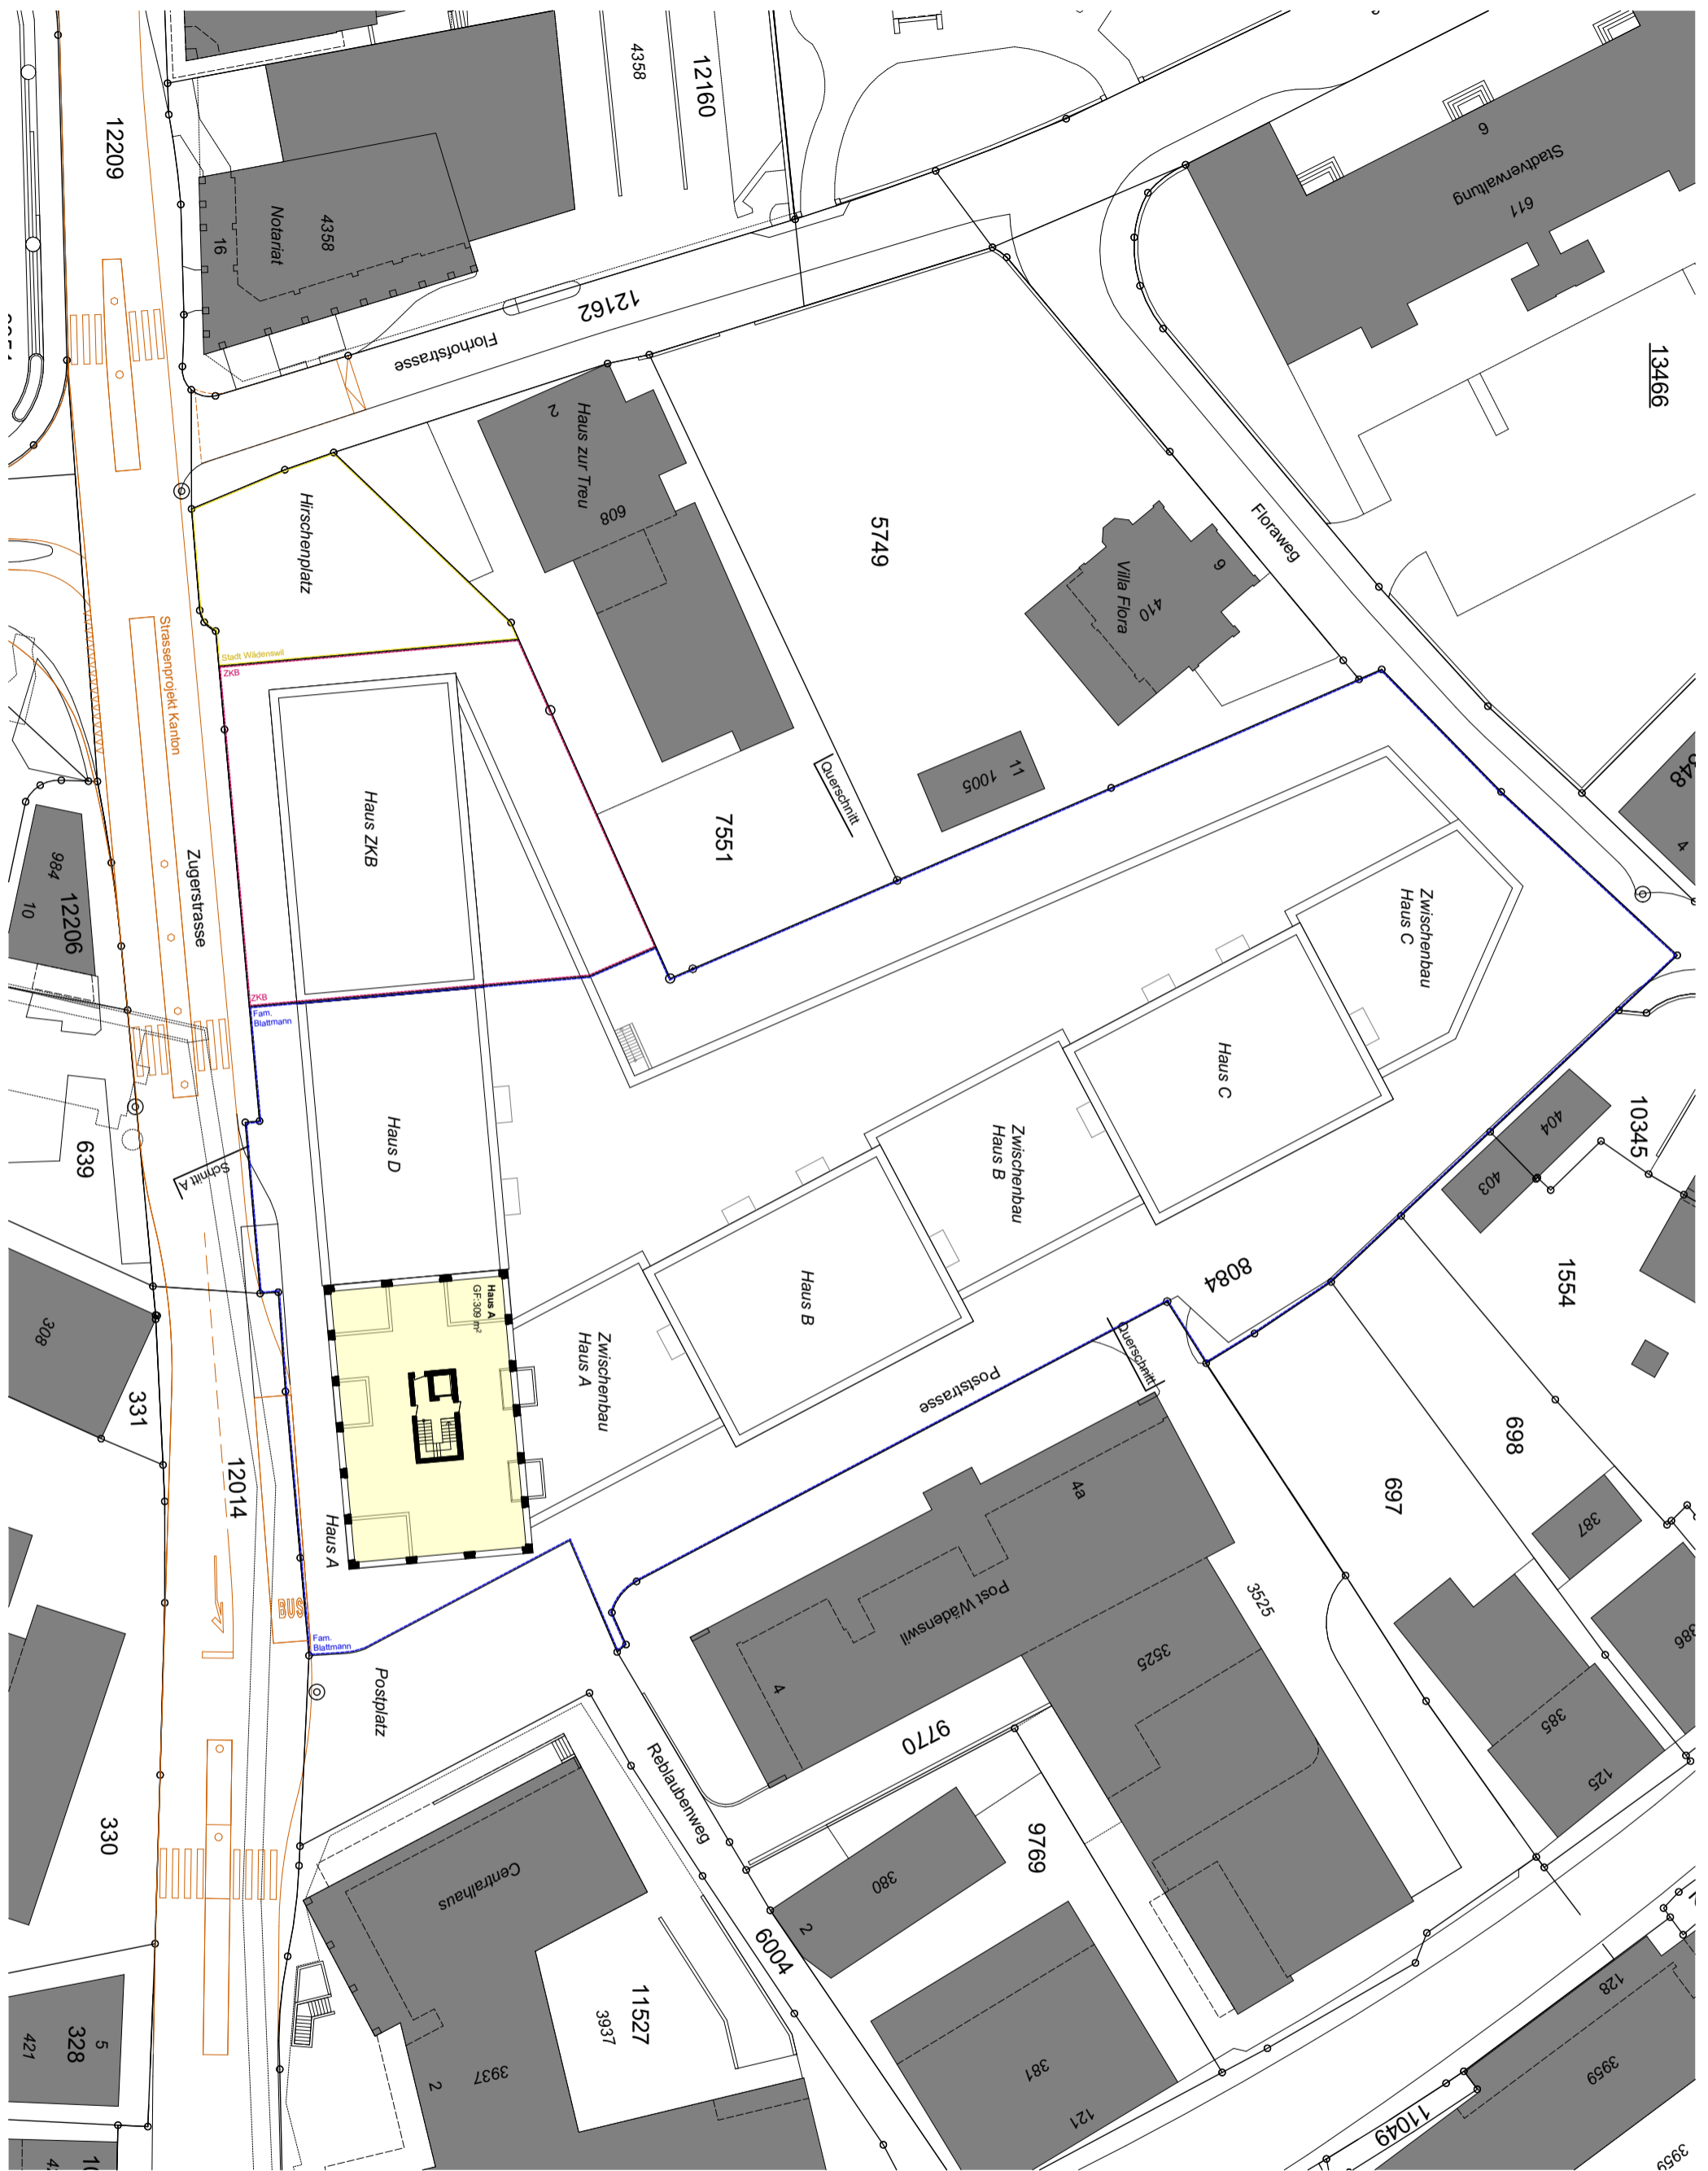 12209
4358
12160
6
Stadtverwaltung
611
13466
Notariat
4358
16
12162
Florhofstrasse
Haus zur Treu
2
608
Hirschenplatz
5749
Floraweg
Villa Flora
9
410
Stadt Wädenswil
ZKB
Strassenprojekt Kanton
Haus ZKB
7551
Querschnitt
11
1005
4
Zugerstrasse
984
12206
10
ZKB
Fam.
Blattmann
Zwischenbau
Haus C
Haus C
Haus D
Zwischenbau
Haus B
10345
404
403
639
Schnitt A
Haus A
GF:309 m²
Haus B
Zwischenbau
Haus A
8084
1554
308
331
Poststrasse
Querschnitt
698
697
12014
Haus A
BUS
4a
387
Post Wädenswil
3525
3525
386
Fam.
Blattmann
Postplatz
4
385
125
9770
Reblaubenweg
330
Centralhaus
380
2
9769
6004
11527
3937
3937
2
381
121
128
3959
11049
3959
5
328
421